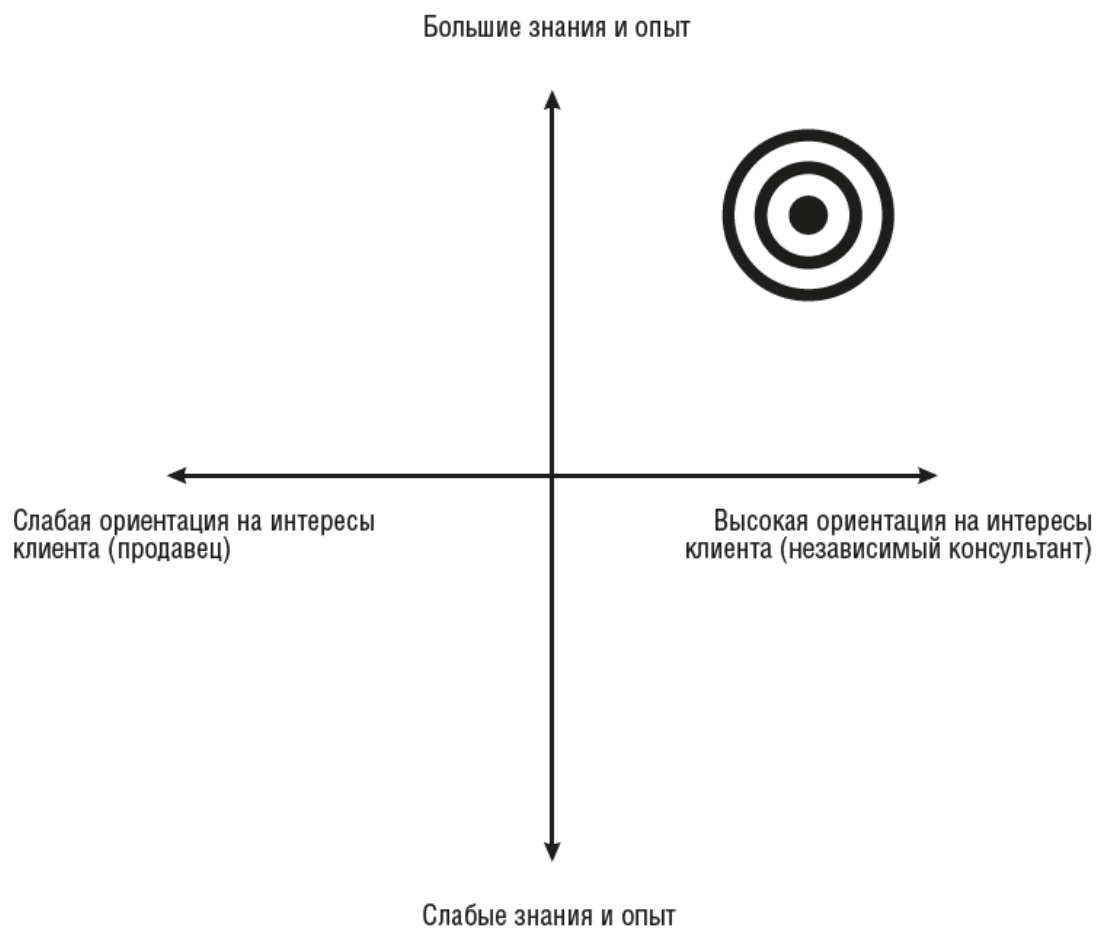 Большие знания и опыт
Слабая ориентация на интересы
клиента (продавец)
Высокая ориентация на интересы
клиента (независимый консультант)
Слабые знания и опыт